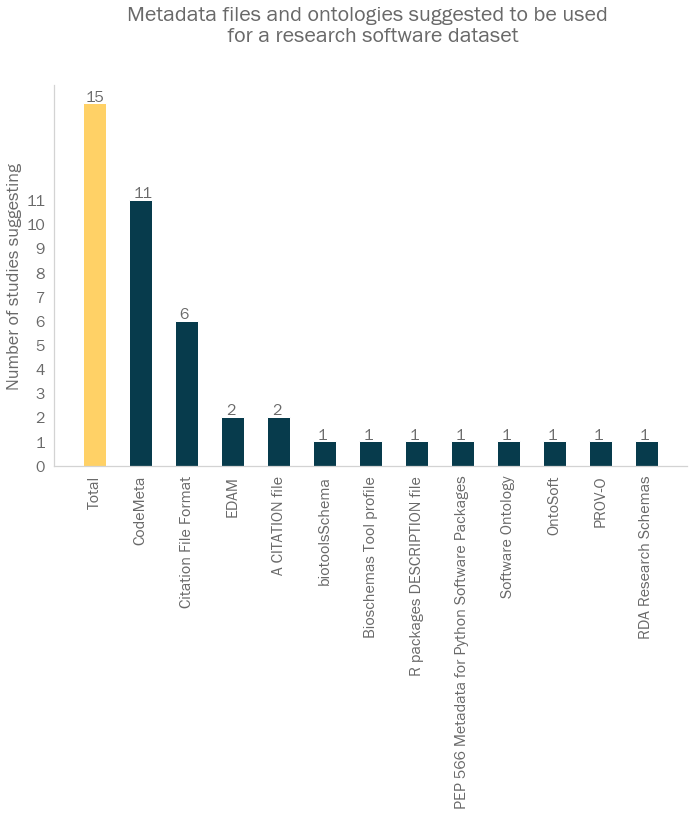 Metadata files and ontologies suggested to be used
for a research software dataset
Number of studies suggesting
15
11
6
2
2
1
1
1
1
1
1
1
1
11
10
9
8
7
6
5
4
3
2
1
0
Total
CodeMeta
Citation File Format
EDAM
A CITATION file
biotoolsSchema
Bioschemas Tool profile
R packages DESCRIPTION file
PEP 566 Metadata for Python Software Packages
Software Ontology
OntoSoft
PROV-O
RDA Research Schemas